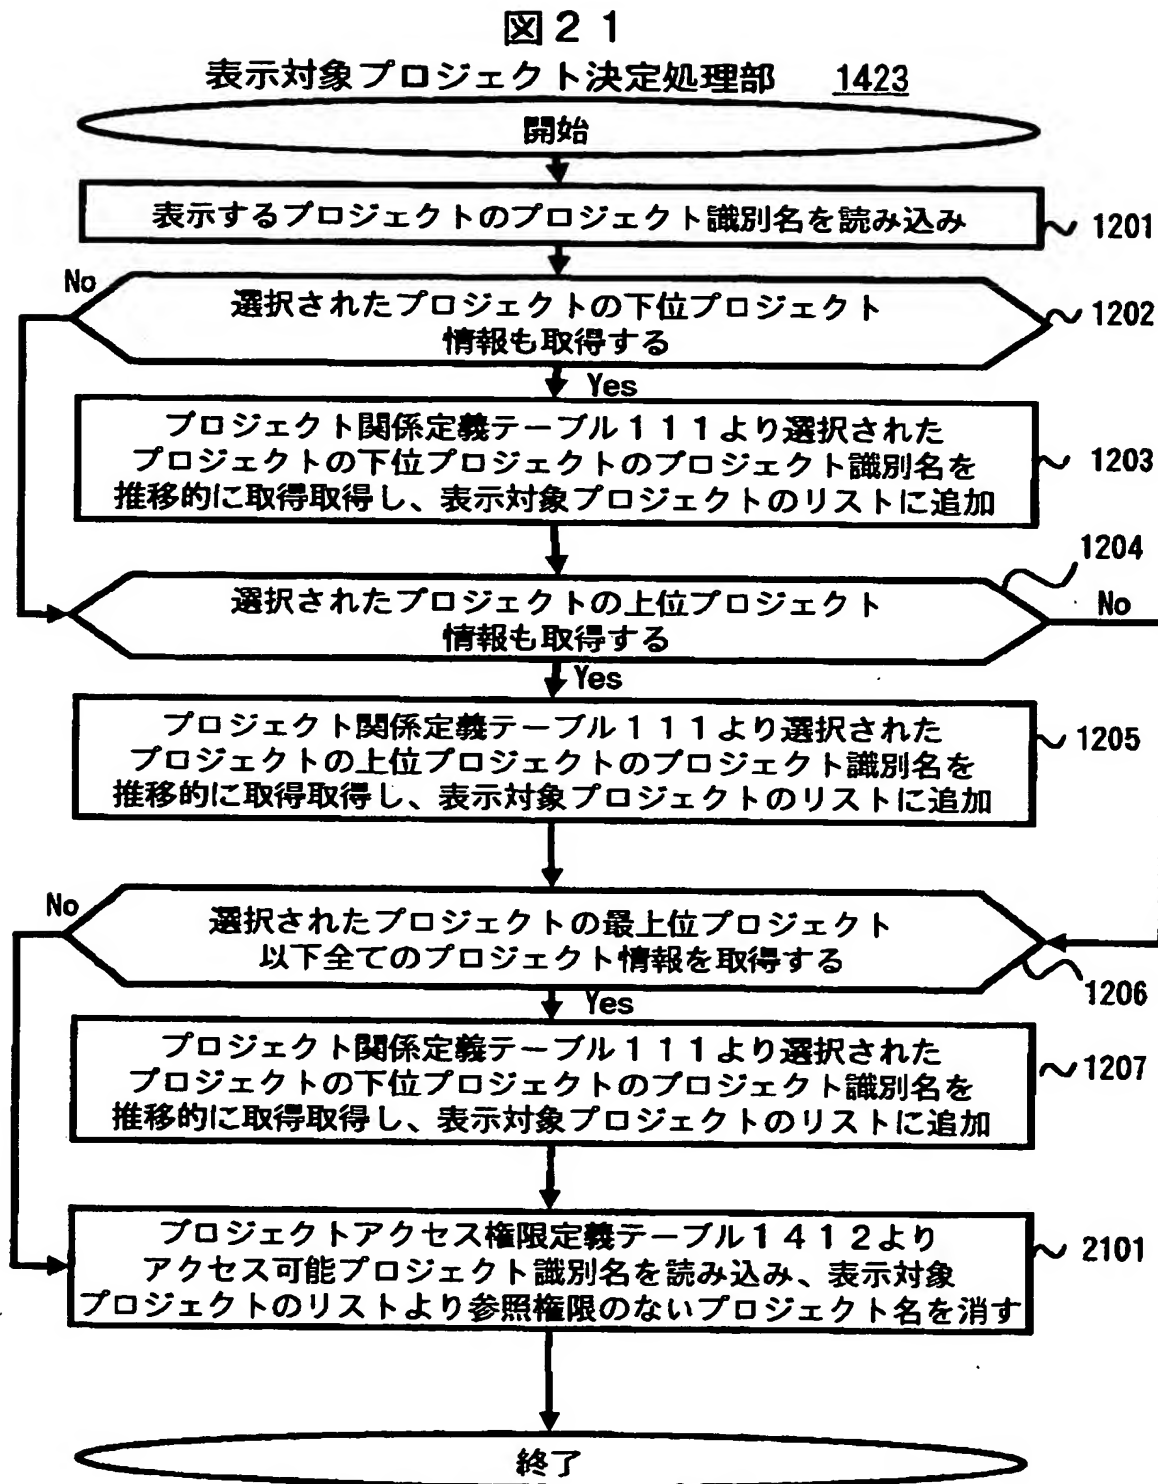 図21
表示対象プロジェクト決定処理部 1423
開始
表示するプロジェクトのプロジェクト識別名を読み込み
1201
No
選択されたプロジェクトの下位プロジェクト
情報も取得する
1202
Yes
プロジェクト関係定義テーブル111より選択された
プロジェクトの下位プロジェクトのプロジェクト識別名を
推移的に取得取得し、表示対象プロジェクトのリストに追加
1203
1204
選択されたプロジェクトの上位プロジェクト
情報も取得する
No
Yes
プロジェクト関係定義テーブル111より選択された
プロジェクトの上位プロジェクトのプロジェクト識別名を
推移的に取得取得し、表示対象プロジェクトのリストに追加
1205
No
選択されたプロジェクトの最上位プロジェクト
以下全てのプロジェクト情報を取得する
1206
Yes
プロジェクト関係定義テーブル111より選択された
プロジェクトの下位プロジェクトのプロジェクト識別名を
推移的に取得取得し、表示対象プロジェクトのリストに追加
1207
プロジェクトアクセス権限定義テーブル1412より
アクセス可能プロジェクト識別名を読み込み、表示対象
プロジェクトのリストより参照権限のないプロジェクト名を消す
2101
終了